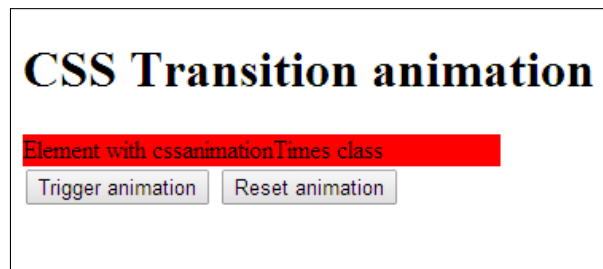 CSS Transition animation
Element with cssanimationTimes class
Trigger animation Reset animation